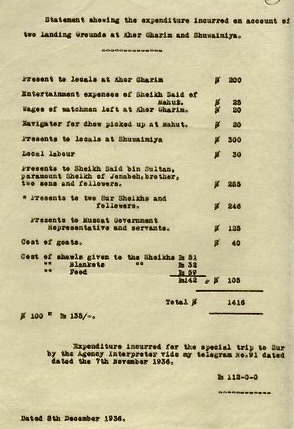 Statement showing the expenditure incurred on account of
two Landing Grounds at Khor Gharim and Shuwaimiya.
Present to locals at Khor Gharim $ 200
Entertainment expenses of Sheikh Said of
Mahut. $ 25
Wages of watchmen left at Khor Gharim. $ 20
Navigator for dhow picked up at Mahut. $ 20
Presents to locals at Shuwaimiya $ 300
Local labour $ 30
Presents to Sheikh Said bin Sultan,
paramount Sheikh of Jenabeh, brother,
two sons and followers. $ 285
* Presents to two Sur Sheikhs and
followers. $ 246
Presents to Muscat Government
Representative and servants. $ 125
Cost of goats. $ 40
Cost of shawls given to the Sheikhs Rs 51
"" Blankets "" Rs 32
"" Food Rs 59
Rs 142 $ 105
Total $ 1416
$ 100 = Rs 135/-.
Expenditure incurred for the special trip to Sur
by the Agency Interpreter vide my telegram No.91 dated
dated the 7th November 1936.
Rs 112-0-0
Dated 8th December 1936.